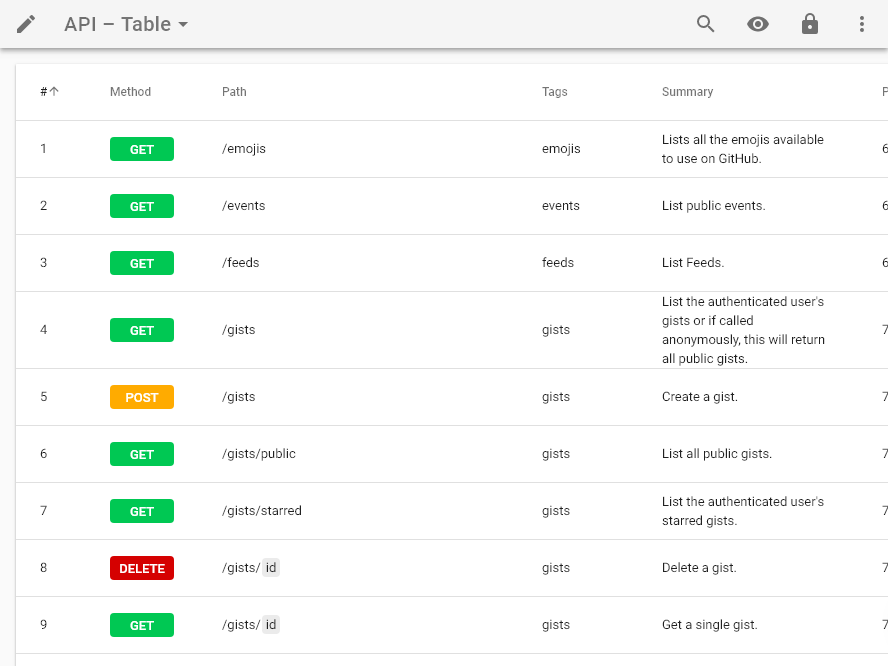 API – Table
# Method Path Tags Summary P
1 GET /emojis emojis Lists all the emojis available
to use on GitHub. 6
2 GET /events events List public events. 6
3 GET /feeds feeds List Feeds. 6
4 GET /gists gists List the authenticated user's
gists or if called
anonymously, this will return
all public gists. 7
5 POST /gists gists Create a gist. 7
6 GET /gists/public gists List all public gists. 7
7 GET /gists/starred gists List the authenticated user's
starred gists. 7
8 DELETE /gists/ id gists Delete a gist. 7
9 GET /gists/ id gists Get a single gist. 7